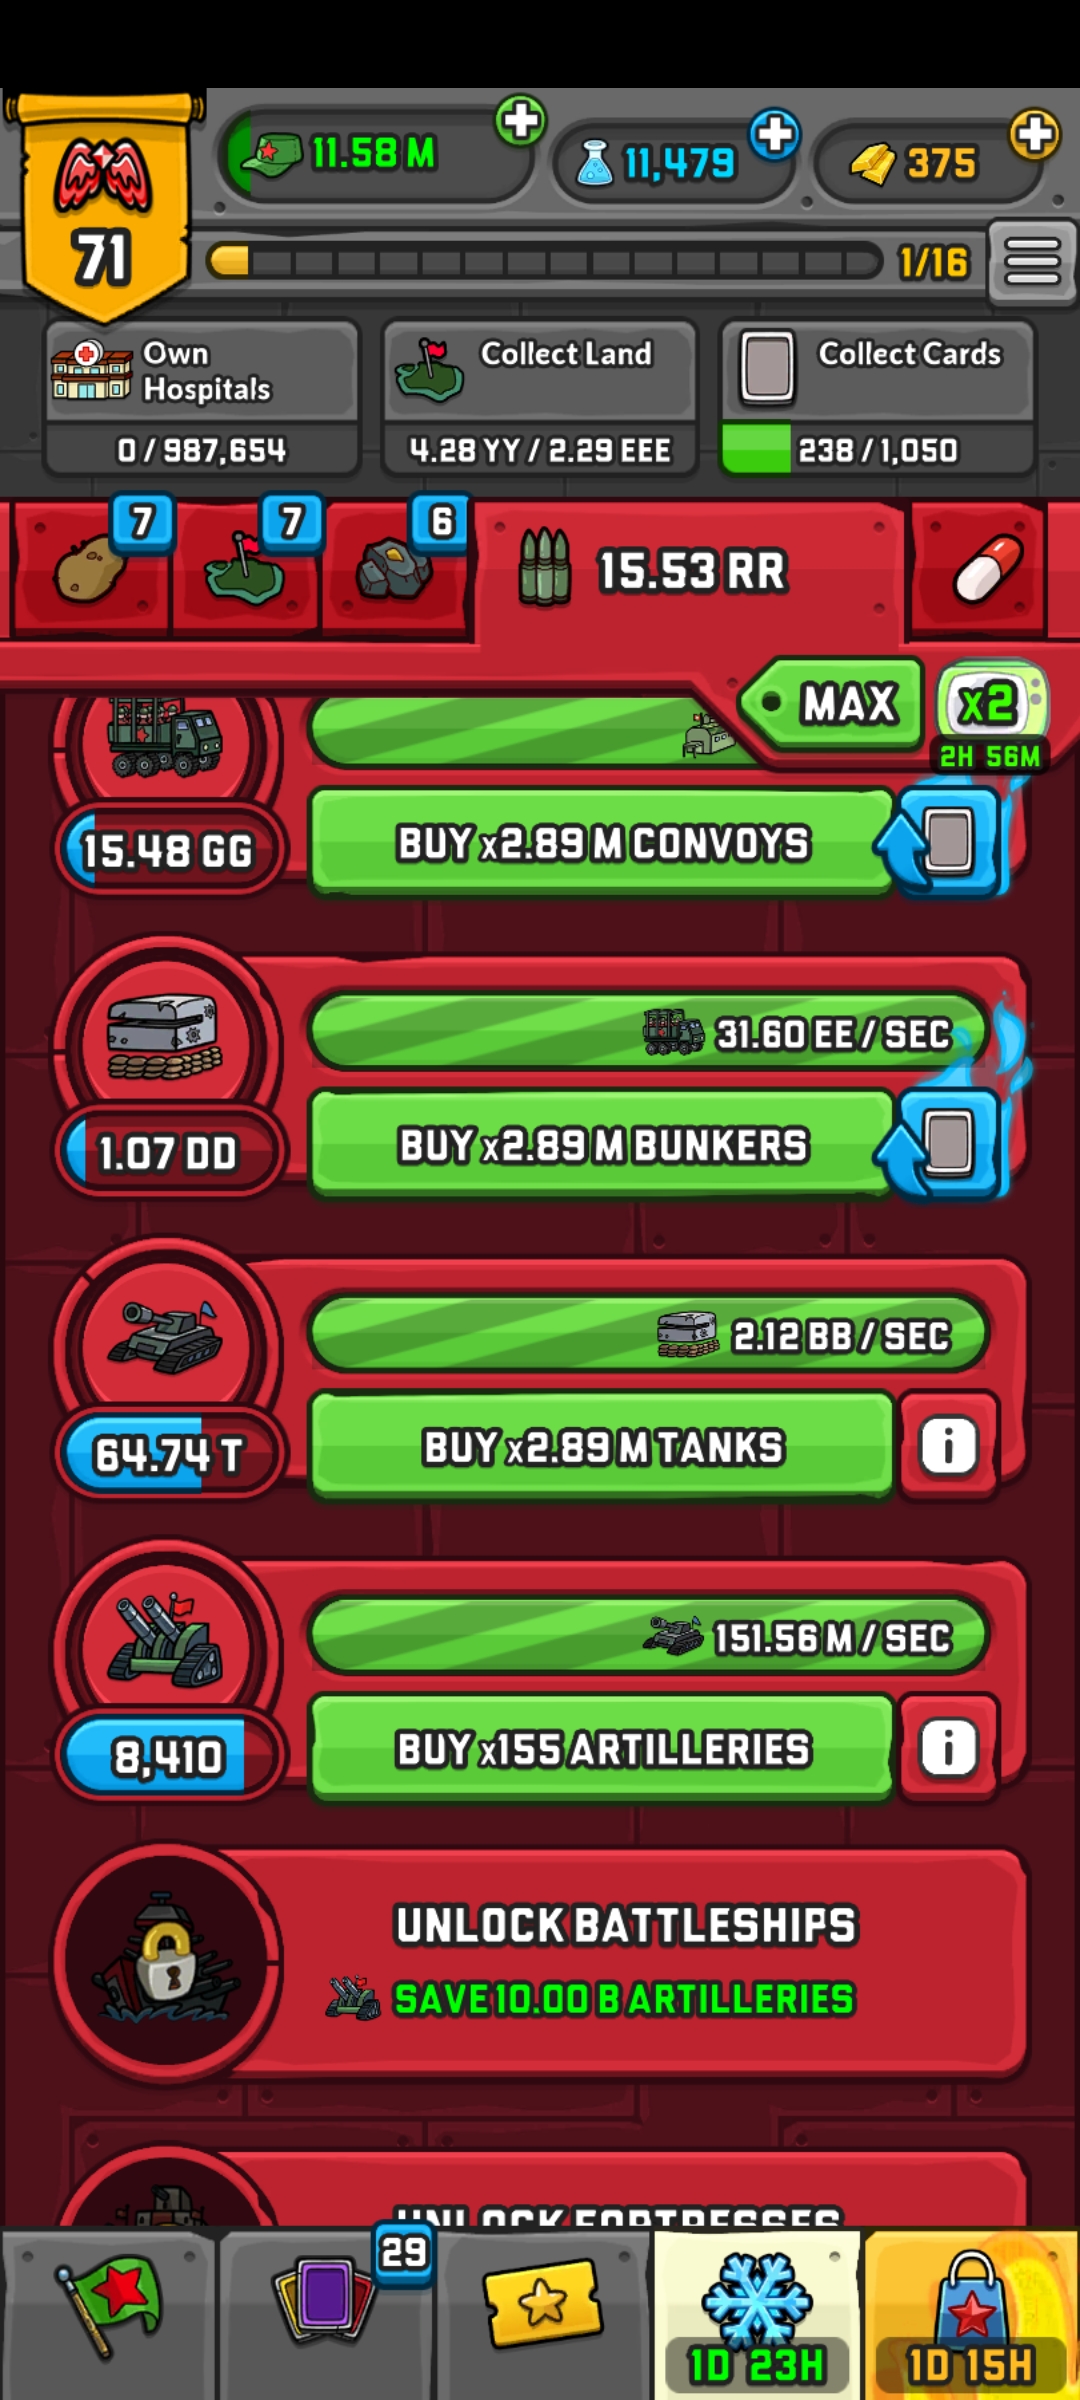 71
11.58 M
11,479
375
1/16
Own Hospitals
0 / 987,654
Collect Land
4.28 YY / 2.29 EEE
Collect Cards
238 / 1,050
7
7
6
15.53 RR
MAX
x2
2H 56M
15.48 GG
BUY x2.89 M CONVOYS
31.60 EE / SEC
1.07 DD
BUY x2.89 M BUNKERS
2.12 BB / SEC
64.74 T
BUY x2.89 M TANKS
i
151.56 M / SEC
8,410
BUY x155 ARTILLERIES
i
UNLOCK BATTLESHIPS
SAVE 10.00 B ARTILLERIES
UNLOCK FORTRESSES
29
1D 23H
1D 15H